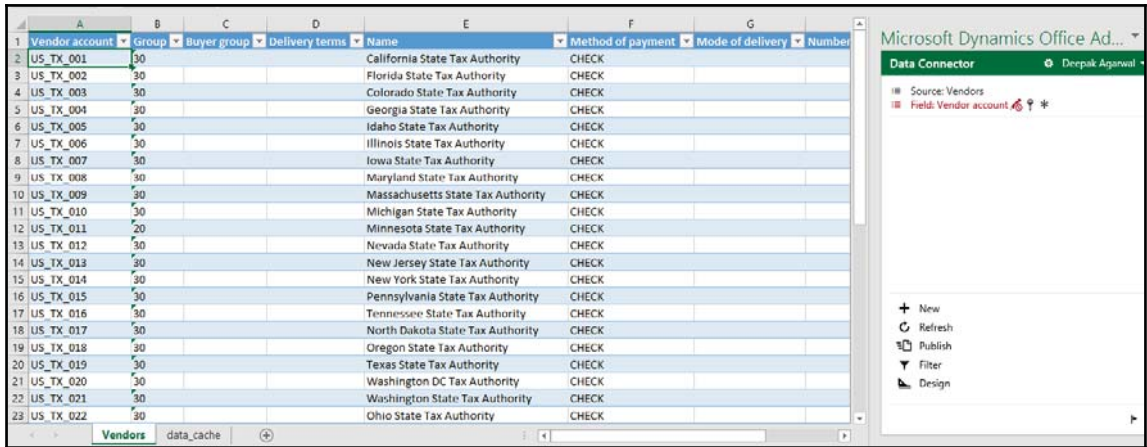 A B C D E F G
1 Vendor account Group Buyer group Delivery terms Name Method of payment Mode of delivery Number
2 US_TX_001 30 California State Tax Authority CHECK
3 US_TX_002 30 Florida State Tax Authority CHECK
4 US_TX_003 30 Colorado State Tax Authority CHECK
5 US_TX_004 30 Georgia State Tax Authority CHECK
6 US_TX_005 30 Idaho State Tax Authority CHECK
7 US_TX_006 30 Illinois State Tax Authority CHECK
8 US_TX_007 30 Iowa State Tax Authority CHECK
9 US_TX_008 30 Maryland State Tax Authority CHECK
10 US_TX_009 30 Massachusetts State Tax Authority CHECK
11 US_TX_010 30 Michigan State Tax Authority CHECK
12 US_TX_011 20 Minnesota State Tax Authority CHECK
13 US_TX_012 30 Nevada State Tax Authority CHECK
14 US_TX_013 30 New Jersey State Tax Authority CHECK
15 US_TX_014 30 New York State Tax Authority CHECK
16 US_TX_015 30 Pennsylvania State Tax Authority CHECK
17 US_TX_016 30 Tennessee State Tax Authority CHECK
18 US_TX_017 30 North Dakota State Tax Authority CHECK
19 US_TX_018 30 Oregon State Tax Authority CHECK
20 US_TX_019 30 Texas State Tax Authority CHECK
21 US_TX_020 30 Washington DC Tax Authority CHECK
22 US_TX_021 30 Washington State Tax Authority CHECK
23 US_TX_022 30 Ohio State Tax Authority CHECK
Vendors data_cache
Microsoft Dynamics Office Ad...
Data Connector Deepak Agarwal
Source: Vendors
Field: Vendor account *
New
Refresh
Publish
Filter
Design